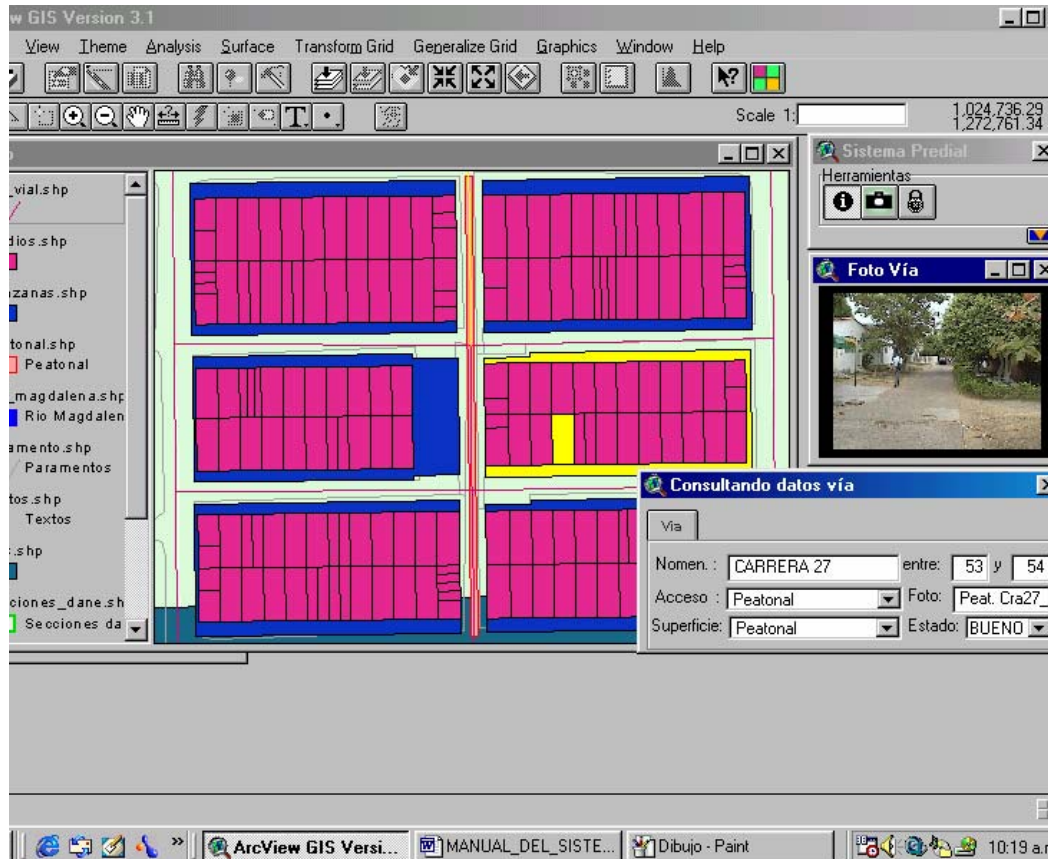 w GIS Version 3.1
View Theme Analysis Surface Transform Grid Generalize Grid Graphics Window Help
Scale 1:
1,024,736.29
1,272,761.34
_vial.shp
dios.shp
zanas.shp
tonal.shp
Peatonal
_magdalena.shp
Rio Magdalen
amento.shp
Paramentos
tos.shp
Textos
s.shp
ciones_dane.sh
Secciones da
Sistema Predial
Herramientas
Foto Vía
Consultando datos vía
Via
Nomen. : CARRERA 27 entre: 53 y 54
Acceso : Peatonal Foto: Peat. Cra27_
Superficie: Peatonal Estado: BUENO
ArcView GIS Versi... MANUAL_DEL_SISTE... Dibujo - Paint 10:19 a.m